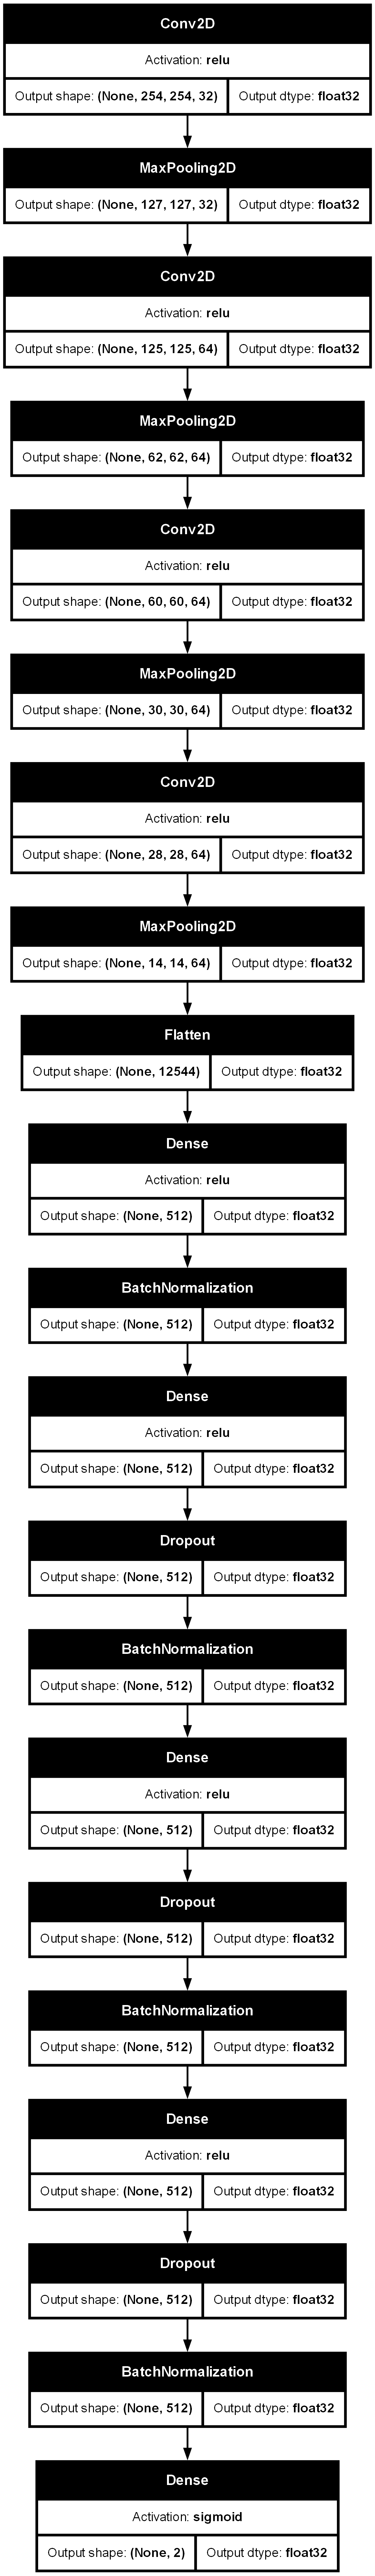 Conv2D
Activation: relu
Output shape: (None, 254, 254, 32) Output dtype: float32
MaxPooling2D
Output shape: (None, 127, 127, 32) Output dtype: float32
Conv2D
Activation: relu
Output shape: (None, 125, 125, 64) Output dtype: float32
MaxPooling2D
Output shape: (None, 62, 62, 64) Output dtype: float32
Conv2D
Activation: relu
Output shape: (None, 60, 60, 64) Output dtype: float32
MaxPooling2D
Output shape: (None, 30, 30, 64) Output dtype: float32
Conv2D
Activation: relu
Output shape: (None, 28, 28, 64) Output dtype: float32
MaxPooling2D
Output shape: (None, 14, 14, 64) Output dtype: float32
Flatten
Output shape: (None, 12544) Output dtype: float32
Dense
Activation: relu
Output shape: (None, 512) Output dtype: float32
BatchNormalization
Output shape: (None, 512) Output dtype: float32
Dense
Activation: relu
Output shape: (None, 512) Output dtype: float32
Dropout
Output shape: (None, 512) Output dtype: float32
BatchNormalization
Output shape: (None, 512) Output dtype: float32
Dense
Activation: relu
Output shape: (None, 512) Output dtype: float32
Dropout
Output shape: (None, 512) Output dtype: float32
BatchNormalization
Output shape: (None, 512) Output dtype: float32
Dense
Activation: relu
Output shape: (None, 512) Output dtype: float32
Dropout
Output shape: (None, 512) Output dtype: float32
BatchNormalization
Output shape: (None, 512) Output dtype: float32
Dense
Activation: sigmoid
Output shape: (None, 2) Output dtype: float32